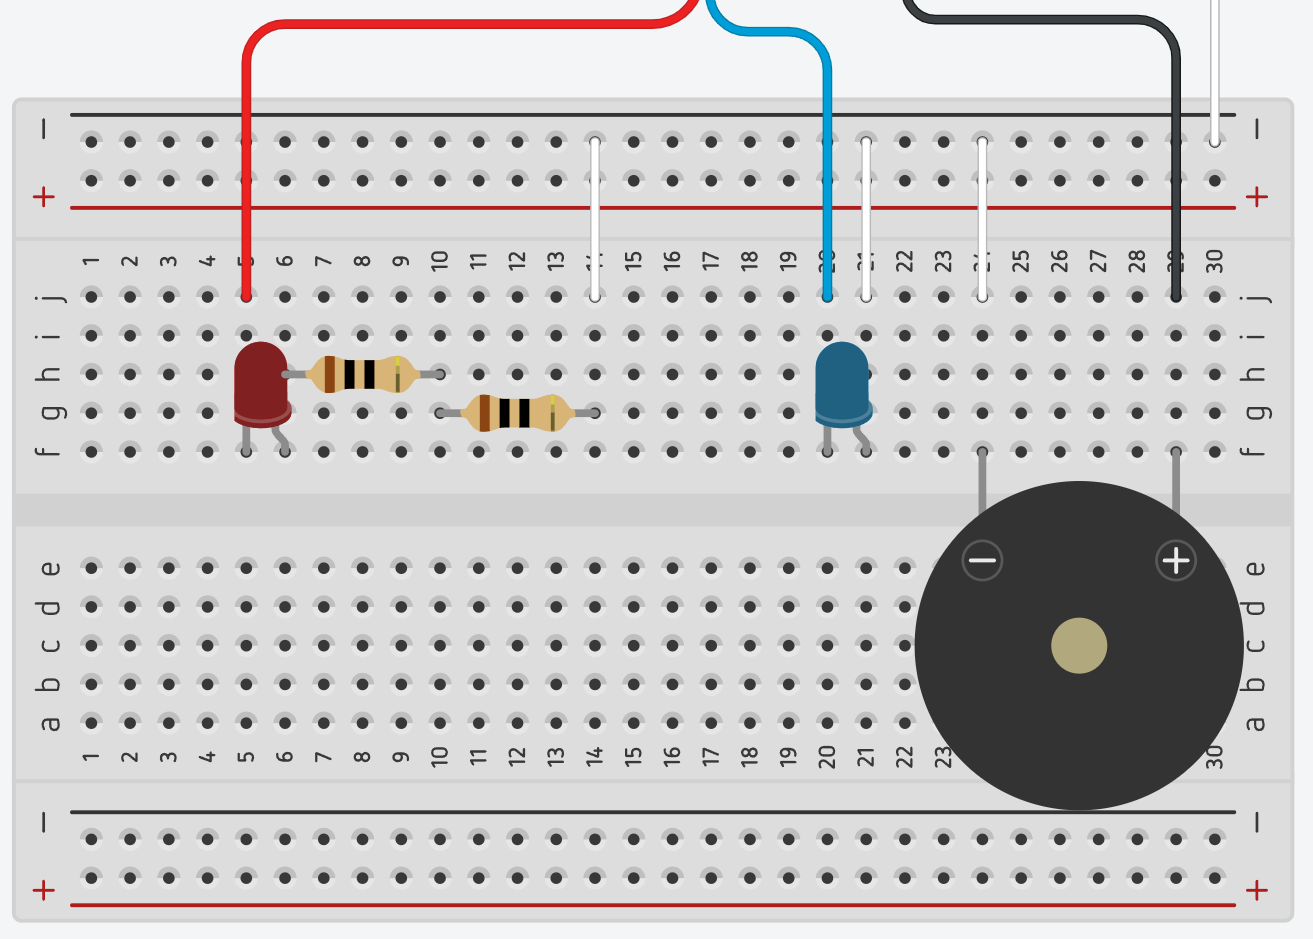 − −
+ +
1 2 3 4 5 6 7 8 9 10 11 12 13 14 15 16 17 18 19 20 21 22 23 24 25 26 27 28 29 30
j j
i i
h h
g g
f f
− +
e e
d d
c c
b b
a a
1 2 3 4 5 6 7 8 9 10 11 12 13 14 15 16 17 18 19 20 21 22 23 30
− −
+ +